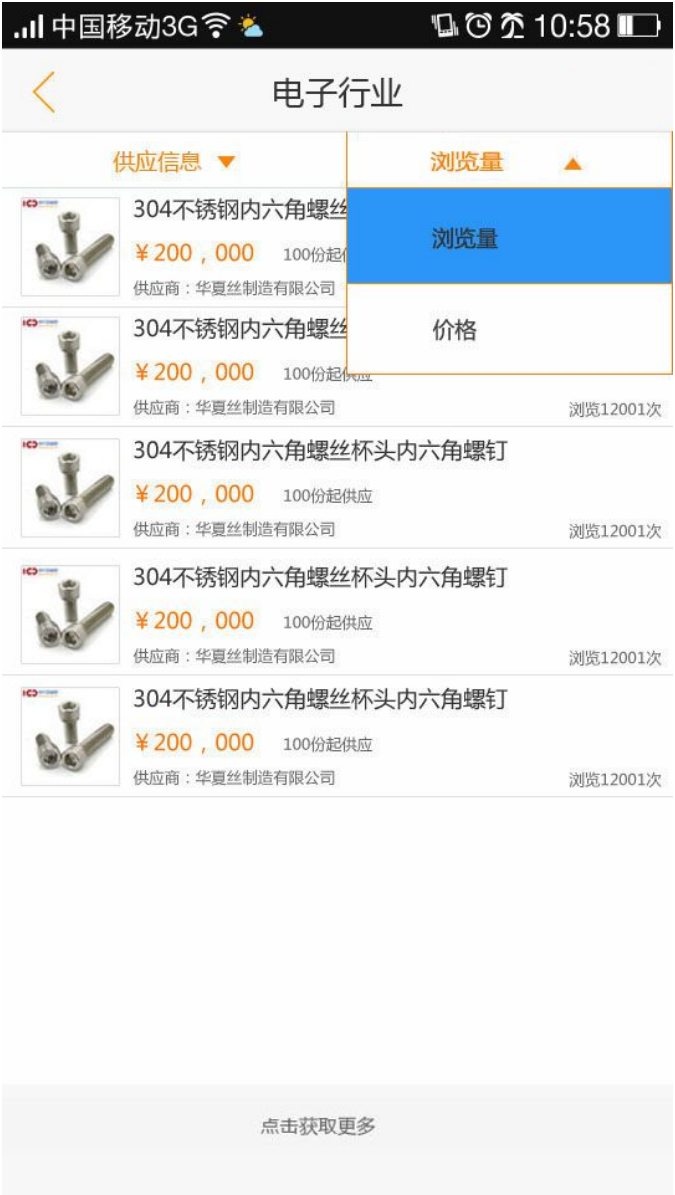 中国移动3G 10:58
电子行业
供应信息 浏览量
浏览量
价格
304不锈钢内六角螺丝
￥200，000 100份起
供应商：华夏丝制造有限公司
304不锈钢内六角螺丝
￥200，000 100份起供应
供应商：华夏丝制造有限公司 浏览12001次
304不锈钢内六角螺丝杯头内六角螺钉
￥200，000 100份起供应
供应商：华夏丝制造有限公司 浏览12001次
304不锈钢内六角螺丝杯头内六角螺钉
￥200，000 100份起供应
供应商：华夏丝制造有限公司 浏览12001次
304不锈钢内六角螺丝杯头内六角螺钉
￥200，000 100份起供应
供应商：华夏丝制造有限公司 浏览12001次
点击获取更多